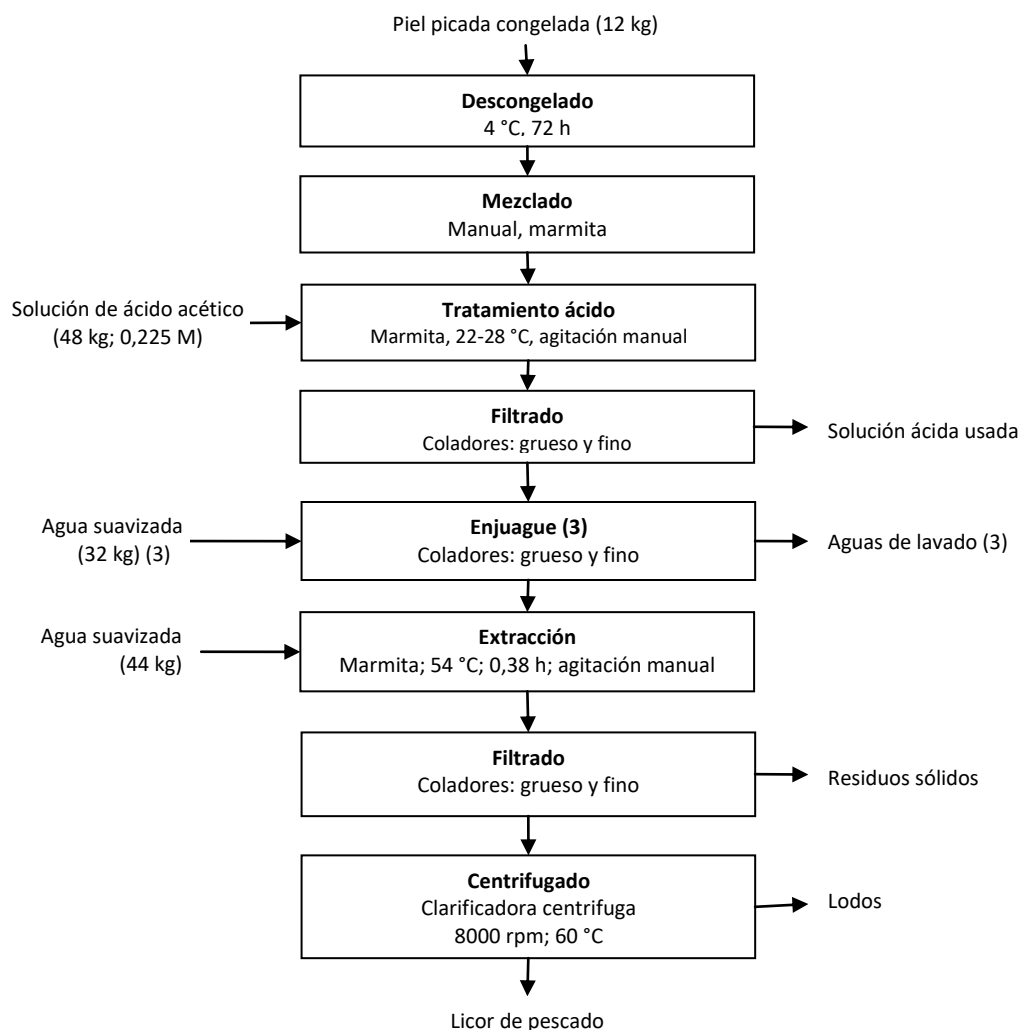 Piel picada congelada (12 kg)
Descongelado
4 °C, 72 h
Mezclado
Manual, marmita
Solución de ácido acético
(48 kg; 0,225 M)
Tratamiento ácido
Marmita, 22-28 °C, agitación manual
Filtrado
Coladores: grueso y fino
Solución ácida usada
Agua suavizada
(32 kg) (3)
Enjuague (3)
Coladores: grueso y fino
Aguas de lavado (3)
Agua suavizada
(44 kg)
Extracción
Marmita; 54 °C; 0,38 h; agitación manual
Filtrado
Coladores: grueso y fino
Residuos sólidos
Centrifugado
Clarificadora centrifuga
8000 rpm; 60 °C
Lodos
Licor de pescado